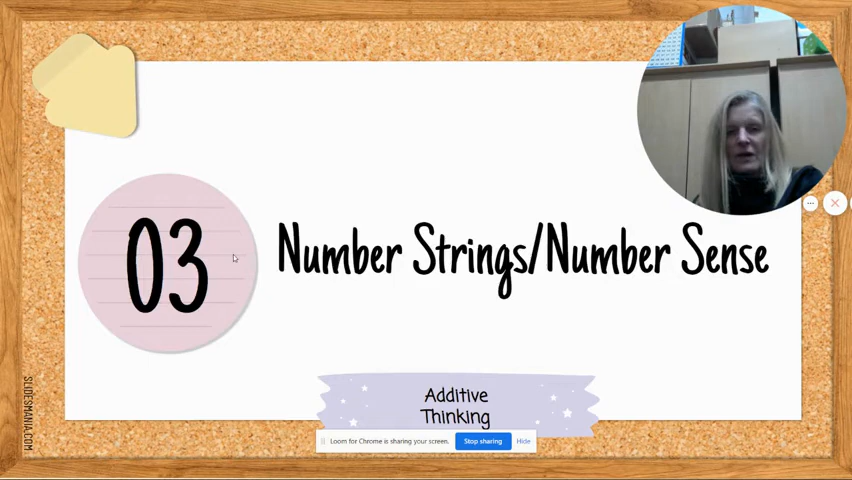 03
Number Strings/Number Sense
Additive
Thinking
SLIDESMANIA.COM
Loom for Chrome is sharing your screen.
Stop sharing
Hide